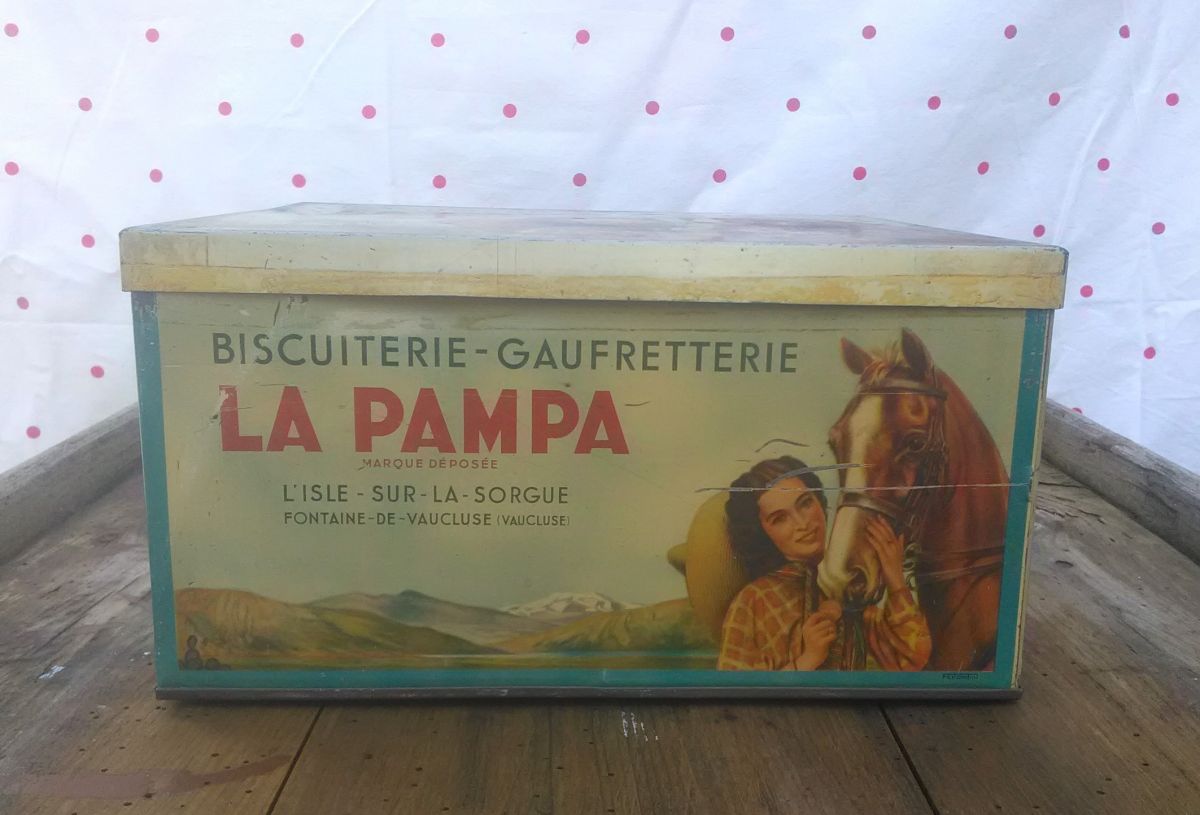 BISCUITERIE-GAUFRETTERIE
LA PAMPA
MARQUE DÉPOSÉE
L'ISLE-SUR-LA-SORGUE
FONTAINE-DE-VAUCLUSE (VAUCLUSE)